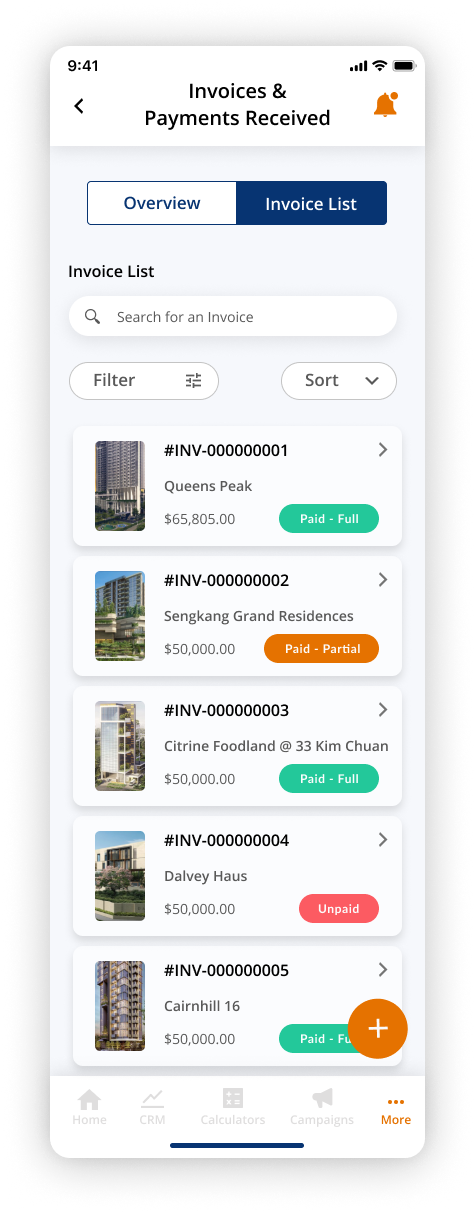 9:41
Invoices &
Payments Received
Overview
Invoice List
Invoice List
Search for an Invoice
Filter
Sort
#INV-000000001
Queens Peak
$65,805.00
Paid - Full
#INV-000000002
Sengkang Grand Residences
$50,000.00
Paid - Partial
#INV-000000003
Citrine Foodland @ 33 Kim Chuan
$50,000.00
Paid - Full
#INV-000000004
Dalvey Haus
$50,000.00
Unpaid
#INV-000000005
Cairnhill 16
$50,000.00
Paid - Fu
+
Home
CRM
Calculators
Campaigns
More